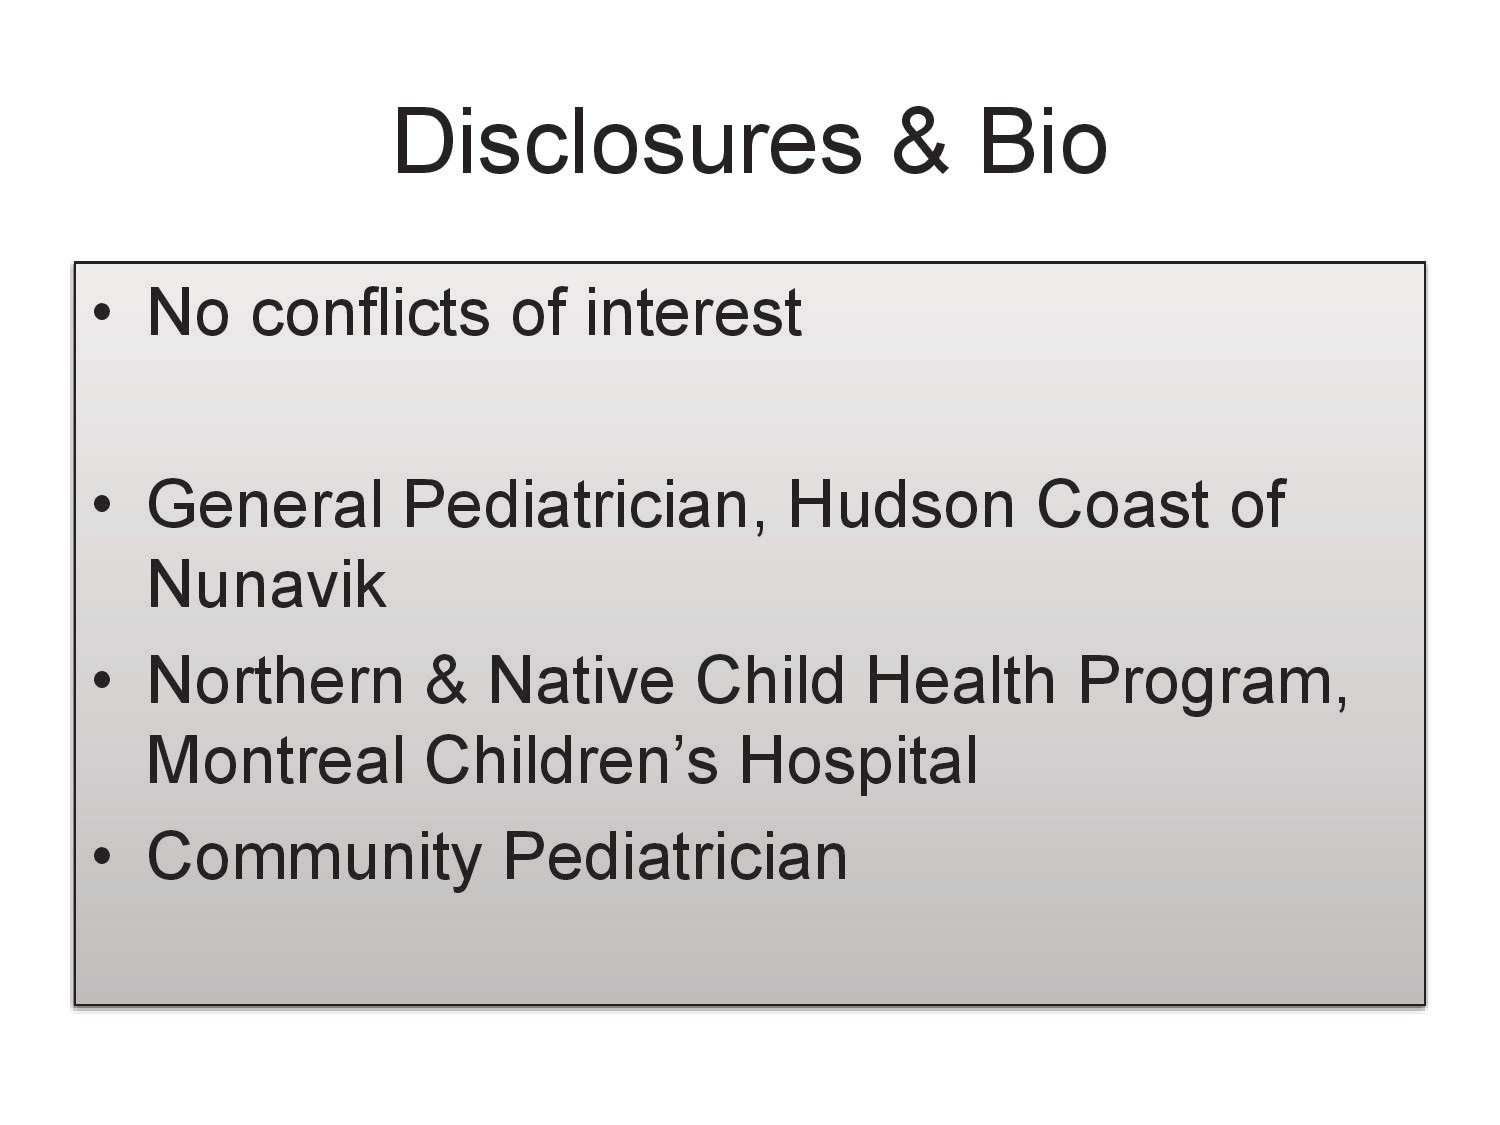 Disclosures & Bio
• No conflicts of interest
• General Pediatrician, Hudson Coast of
Nunavik
• Northern & Native Child Health Program,
Montreal Children’s Hospital
• Community Pediatrician